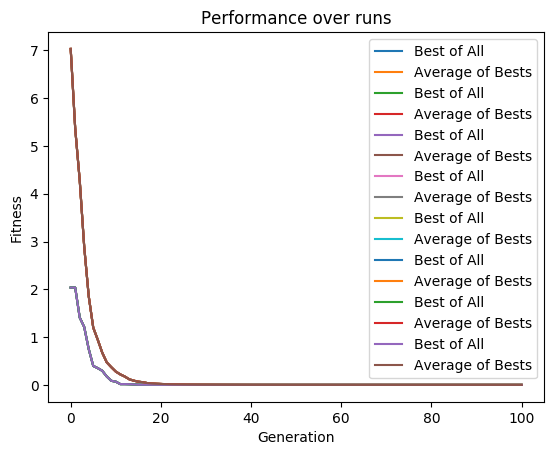 Performance over runs
Fitness
7
6
5
4
3
2
1
0
Best of All
Average of Bests
Best of All
Average of Bests
Best of All
Average of Bests
Best of All
Average of Bests
Best of All
Average of Bests
Best of All
Average of Bests
Best of All
Average of Bests
Best of All
Average of Bests
0 20 40 60 80 100
Generation